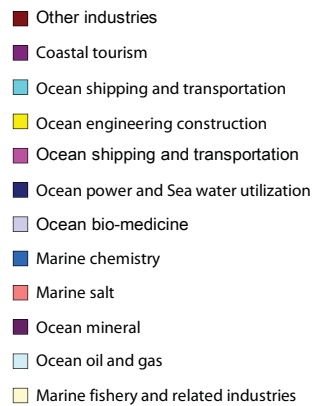 Other industries
Coastal tourism
Ocean shipping and transportation
Ocean engineering construction
Ocean shipping and transportation
Ocean power and Sea water utilization
Ocean bio-medicine
Marine chemistry
Marine salt
Ocean mineral
Ocean oil and gas
Marine fishery and related industries